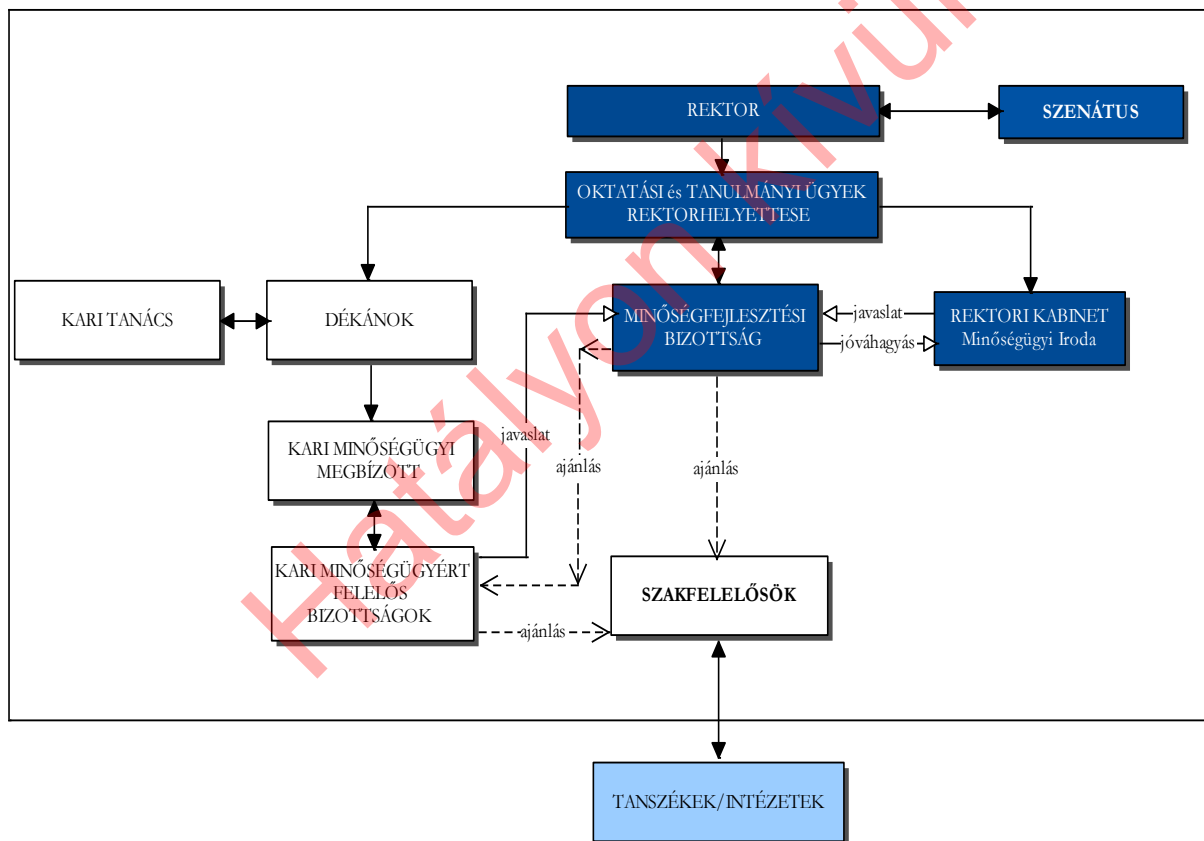 REKTOR
SZENÁTUS
OKTATÁSI és TANULMÁNYI ÜGYEK
REKTORHELYETTESE
KARI TANÁCS
DÉKÁNOK
MINŐSÉGFEJLESZTÉSI
BIZOTTSÁG
javaslat
jóváhagyás
REKTORI KABINET
Minőségügyi Iroda
KARI MINŐSÉGÜGYI
MEGBÍZOTT
javaslat
ajánlás
ajánlás
KARI MINŐSÉGÜGYÉRT
FELELŐS
BIZOTTSÁGOK
ajánlás
SZAKFELELŐSÖK
TANSZÉKEK/INTÉZETEK
Hatályon kívül